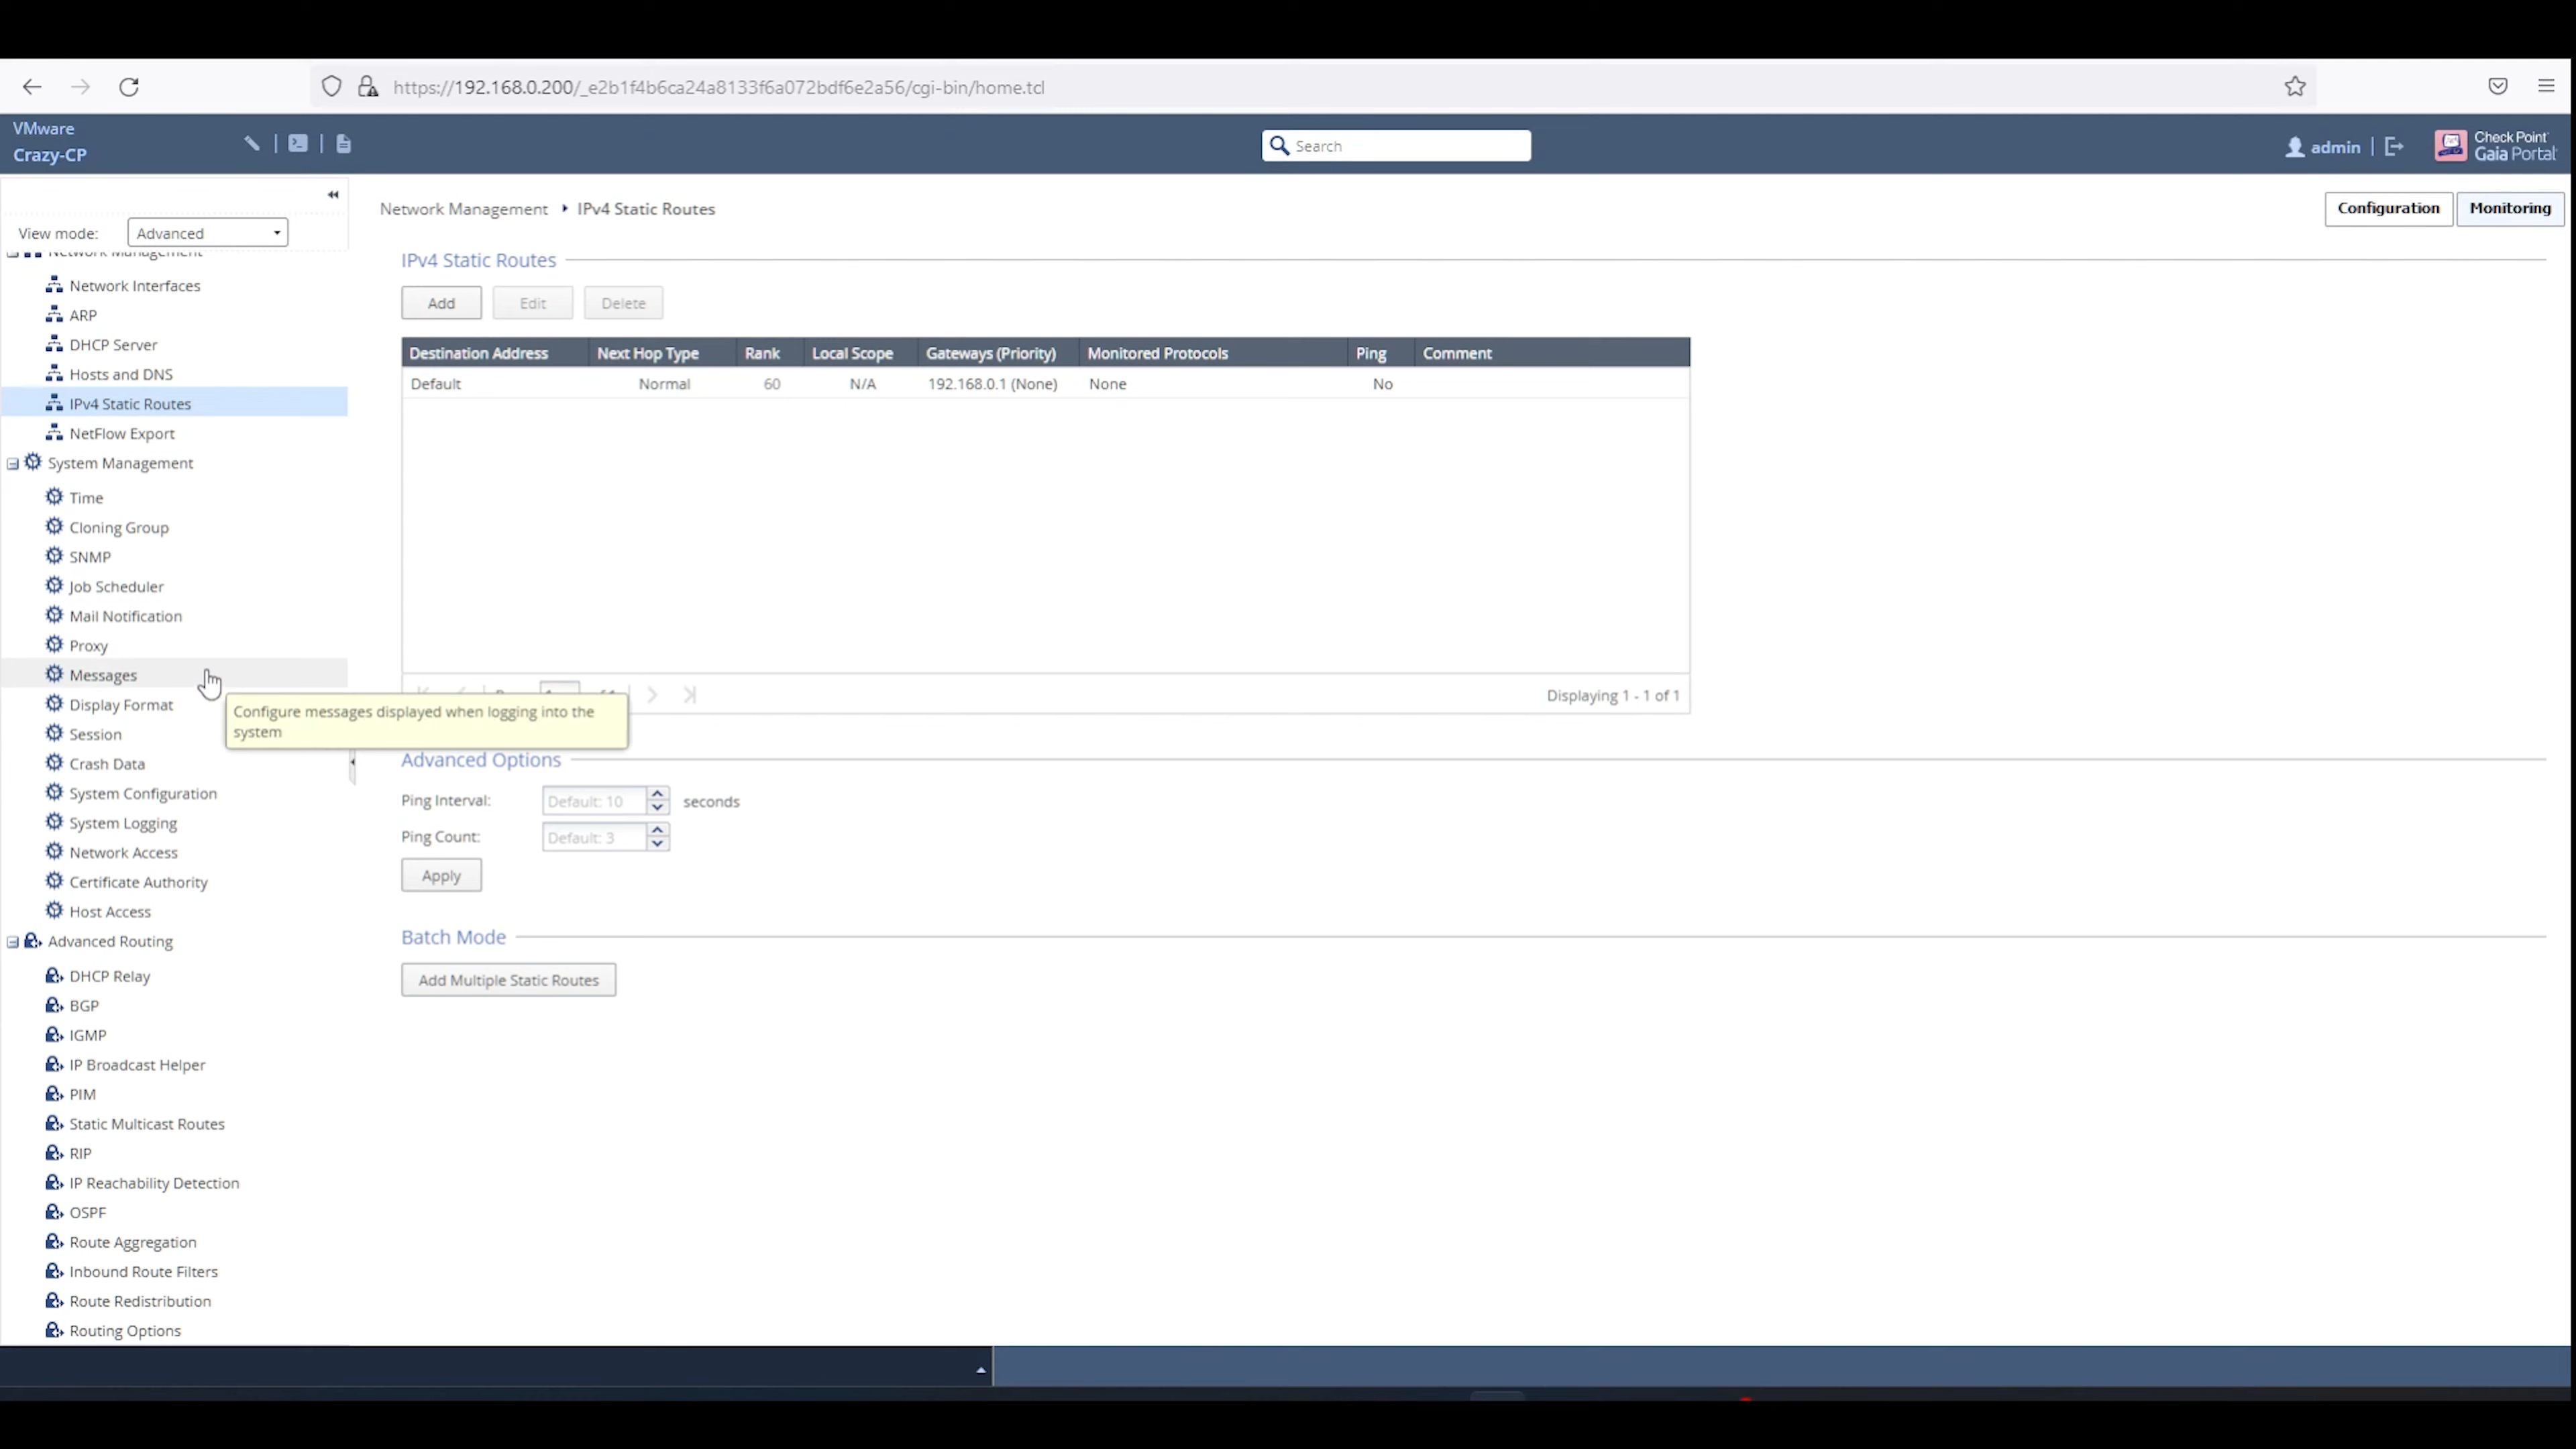 https://192.168.0.200/_e2b1f4b6ca24a8133f6a072bdf6e2a56/cgi-bin/home.tcl
VMware
Crazy-CP
Search
admin
Check Point
Gaia Portal
View mode: Advanced
Network Management
Network Interfaces
ARP
DHCP Server
Hosts and DNS
IPv4 Static Routes
NetFlow Export
System Management
Time
Cloning Group
SNMP
Job Scheduler
Mail Notification
Proxy
Messages
Display Format
Session
Crash Data
System Configuration
System Logging
Network Access
Certificate Authority
Host Access
Advanced Routing
DHCP Relay
BGP
IGMP
IP Broadcast Helper
PIM
Static Multicast Routes
RIP
IP Reachability Detection
OSPF
Route Aggregation
Inbound Route Filters
Route Redistribution
Routing Options
Configure messages displayed when logging into the
system
Network Management IPv4 Static Routes
Configuration Monitoring
IPv4 Static Routes
Add Edit Delete
Destination Address Next Hop Type Rank Local Scope Gateways (Priority) Monitored Protocols Ping Comment
Default Normal 60 N/A 192.168.0.1 (None) None No
Displaying 1 - 1 of 1
Advanced Options
Ping Interval: Default: 10 seconds
Ping Count: Default: 3
Apply
Batch Mode
Add Multiple Static Routes